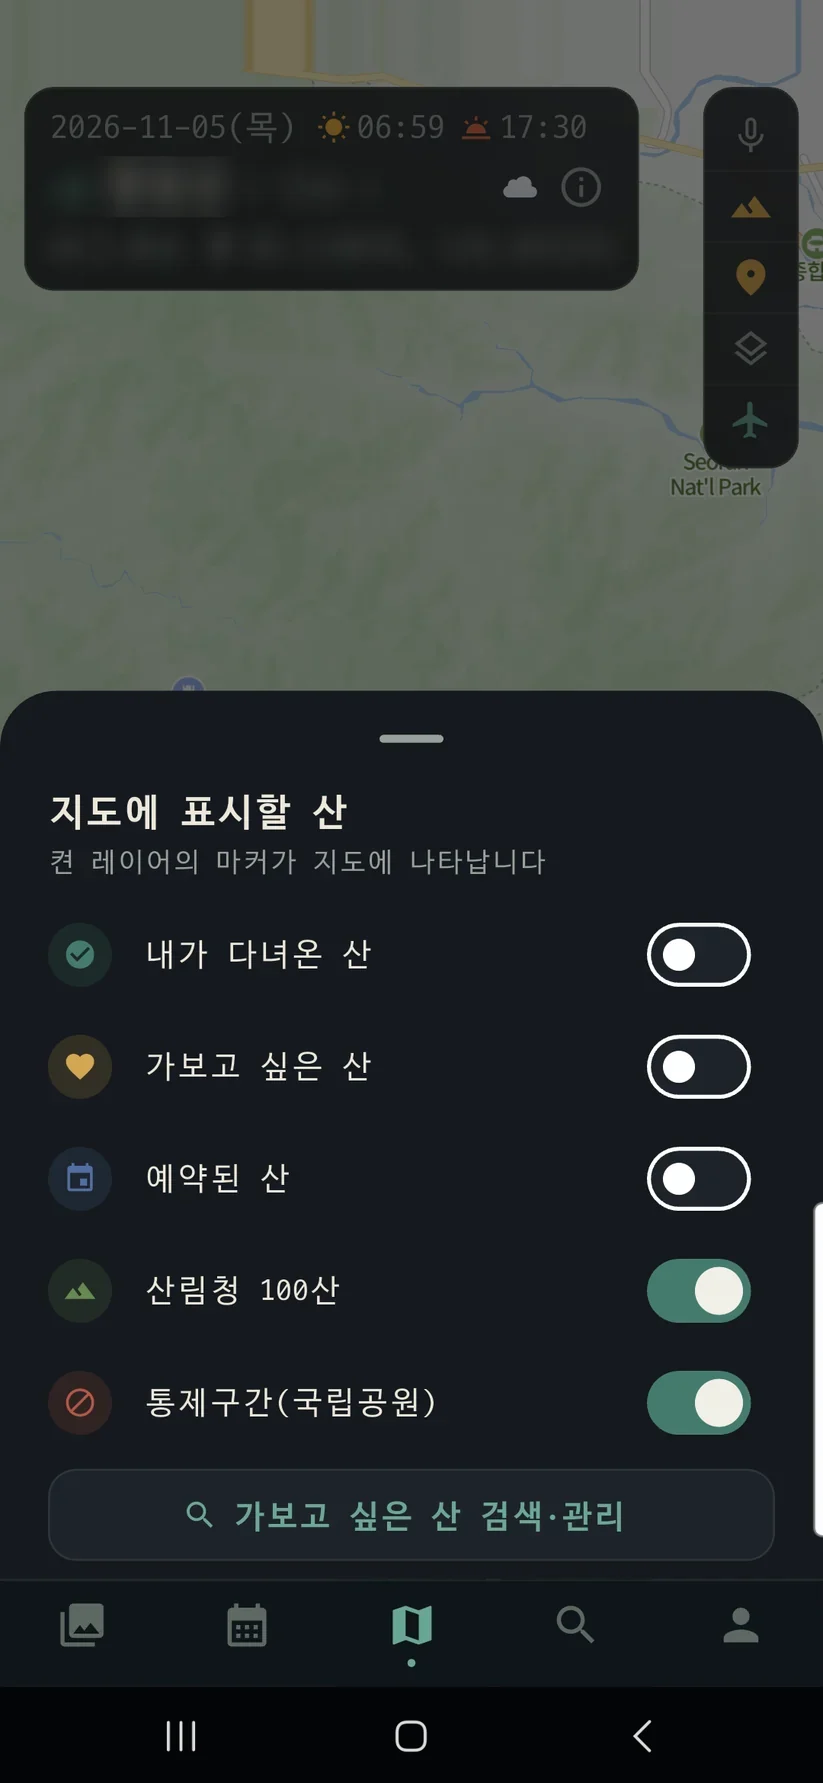 2026-11-05(목) 06:59 17:30
종합
Nat'l Park
지도에 표시할 산
켠 레이어의 마커가 지도에 나타납니다
내가 다녀온 산
가보고 싶은 산
예약된 산
산림청 100산
통제구간(국립공원)
가보고 싶은 산 검색·관리